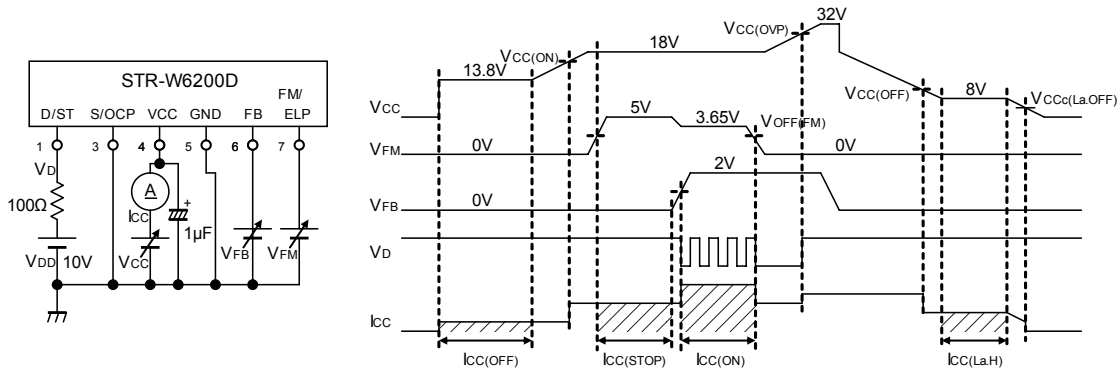 STR-W6200D
FM/
D/ST S/OCP VCC GND FB ELP
1 3 4 5 6 7
VD
100Ω
A
ICC
+
1µF
VDD 10V
VCC
VFB
VFM
VCC
VFM
VFB
VD
ICC
13.8V
VCC(ON)
18V
VCC(OVP)
32V
VCC(OFF)
8V
VCCc(La.OFF)
0V
5V
3.65V
VOFF(FM)
0V
0V
2V
ICC(OFF)
ICC(STOP)
ICC(ON)
ICC(La.H)